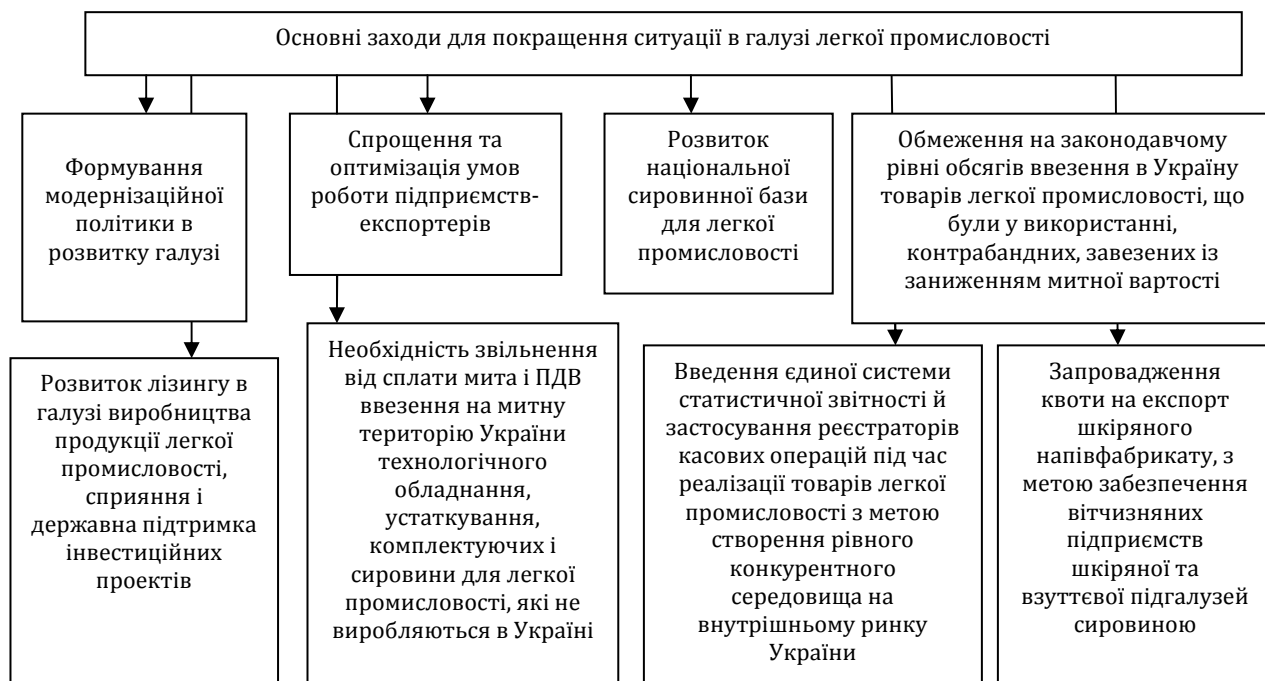 Основні заходи для покращення ситуації в галузі легкої промисловості
Формування
модернізаційної
політики в
розвитку галузі
Спрощення та
оптимізація умов
роботи підприємств-
експортерів
Розвиток
національної
сировинної бази
для легкої
промисловості
Обмеження на законодавчому
рівні обсягів ввезення в Україну
товарів легкої промисловості, що
були у використанні,
контрабандних, завезених із
заниженням митної вартості
Розвиток лізингу в
галузі виробництва
продукції легкої
промисловості,
сприяння і
державна підтримка
інвестиційних
проектів
Необхідність звільнення
від сплати мита і ПДВ
ввезення на митну
територію України
технологічного
обладнання,
устаткування,
комплектуючих і
сировини для легкої
промисловості, які не
виробляються в Україні
Введення єдиної системи
статистичної звітності й
застосування реєстраторів
касових операцій під час
реалізації товарів легкої
промисловості з метою
створення рівного
конкурентного
середовища на
внутрішньому ринку
України
Запровадження
квоти на експорт
шкіряного
напівфабрикату, з
метою забезпечення
вітчизняних
підприємств
шкіряної та
взуттєвої підгалузей
сировиною